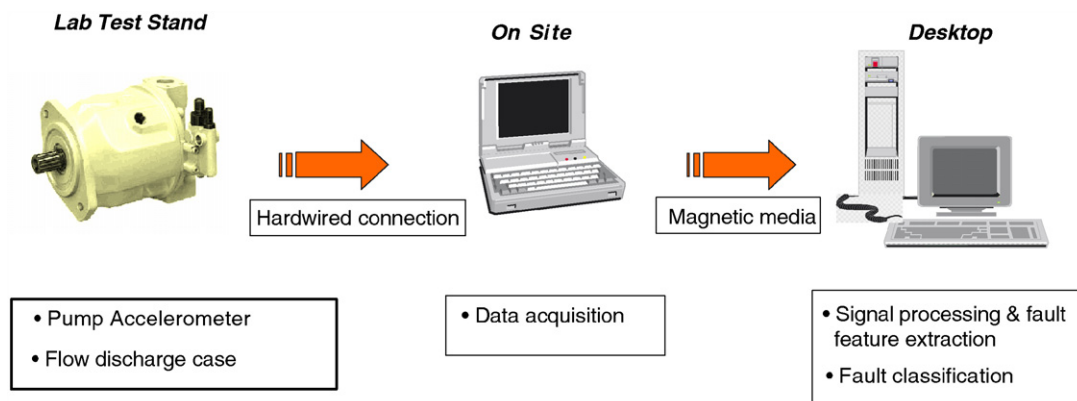 Lab Test Stand
On Site
Desktop
Hardwired connection
Magnetic media
• Pump Accelerometer
• Flow discharge case
• Data acquisition
• Signal processing & fault
feature extraction
• Fault classification